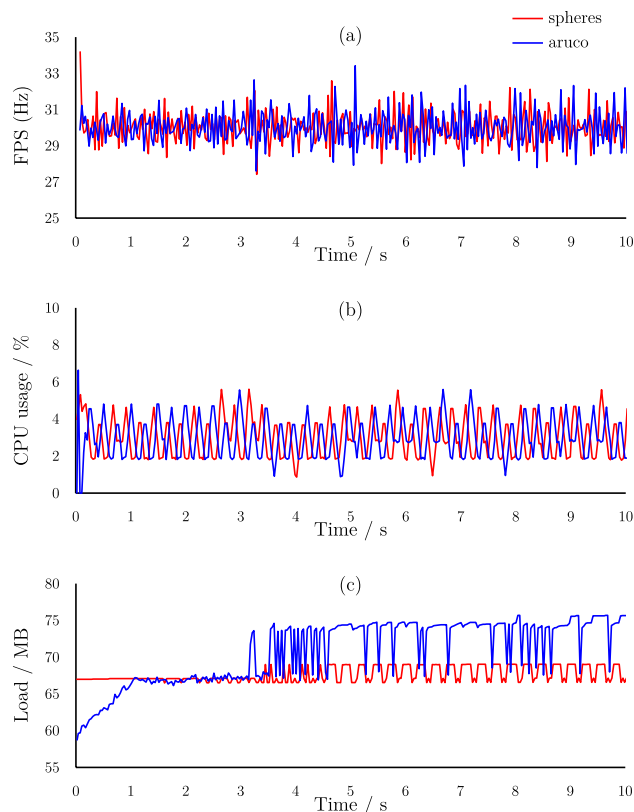 spheres
aruco
(a)
35
33
31
29
27
25
FPS (Hz)
0 1 2 3 4 5 6 7 8 9 10
Time / s
(b)
10
8
6
4
2
0
CPU usage / %
0 1 2 3 4 5 6 7 8 9 10
Time / s
(c)
80
75
70
65
60
55
Load / MB
0 1 2 3 4 5 6 7 8 9 10
Time / s